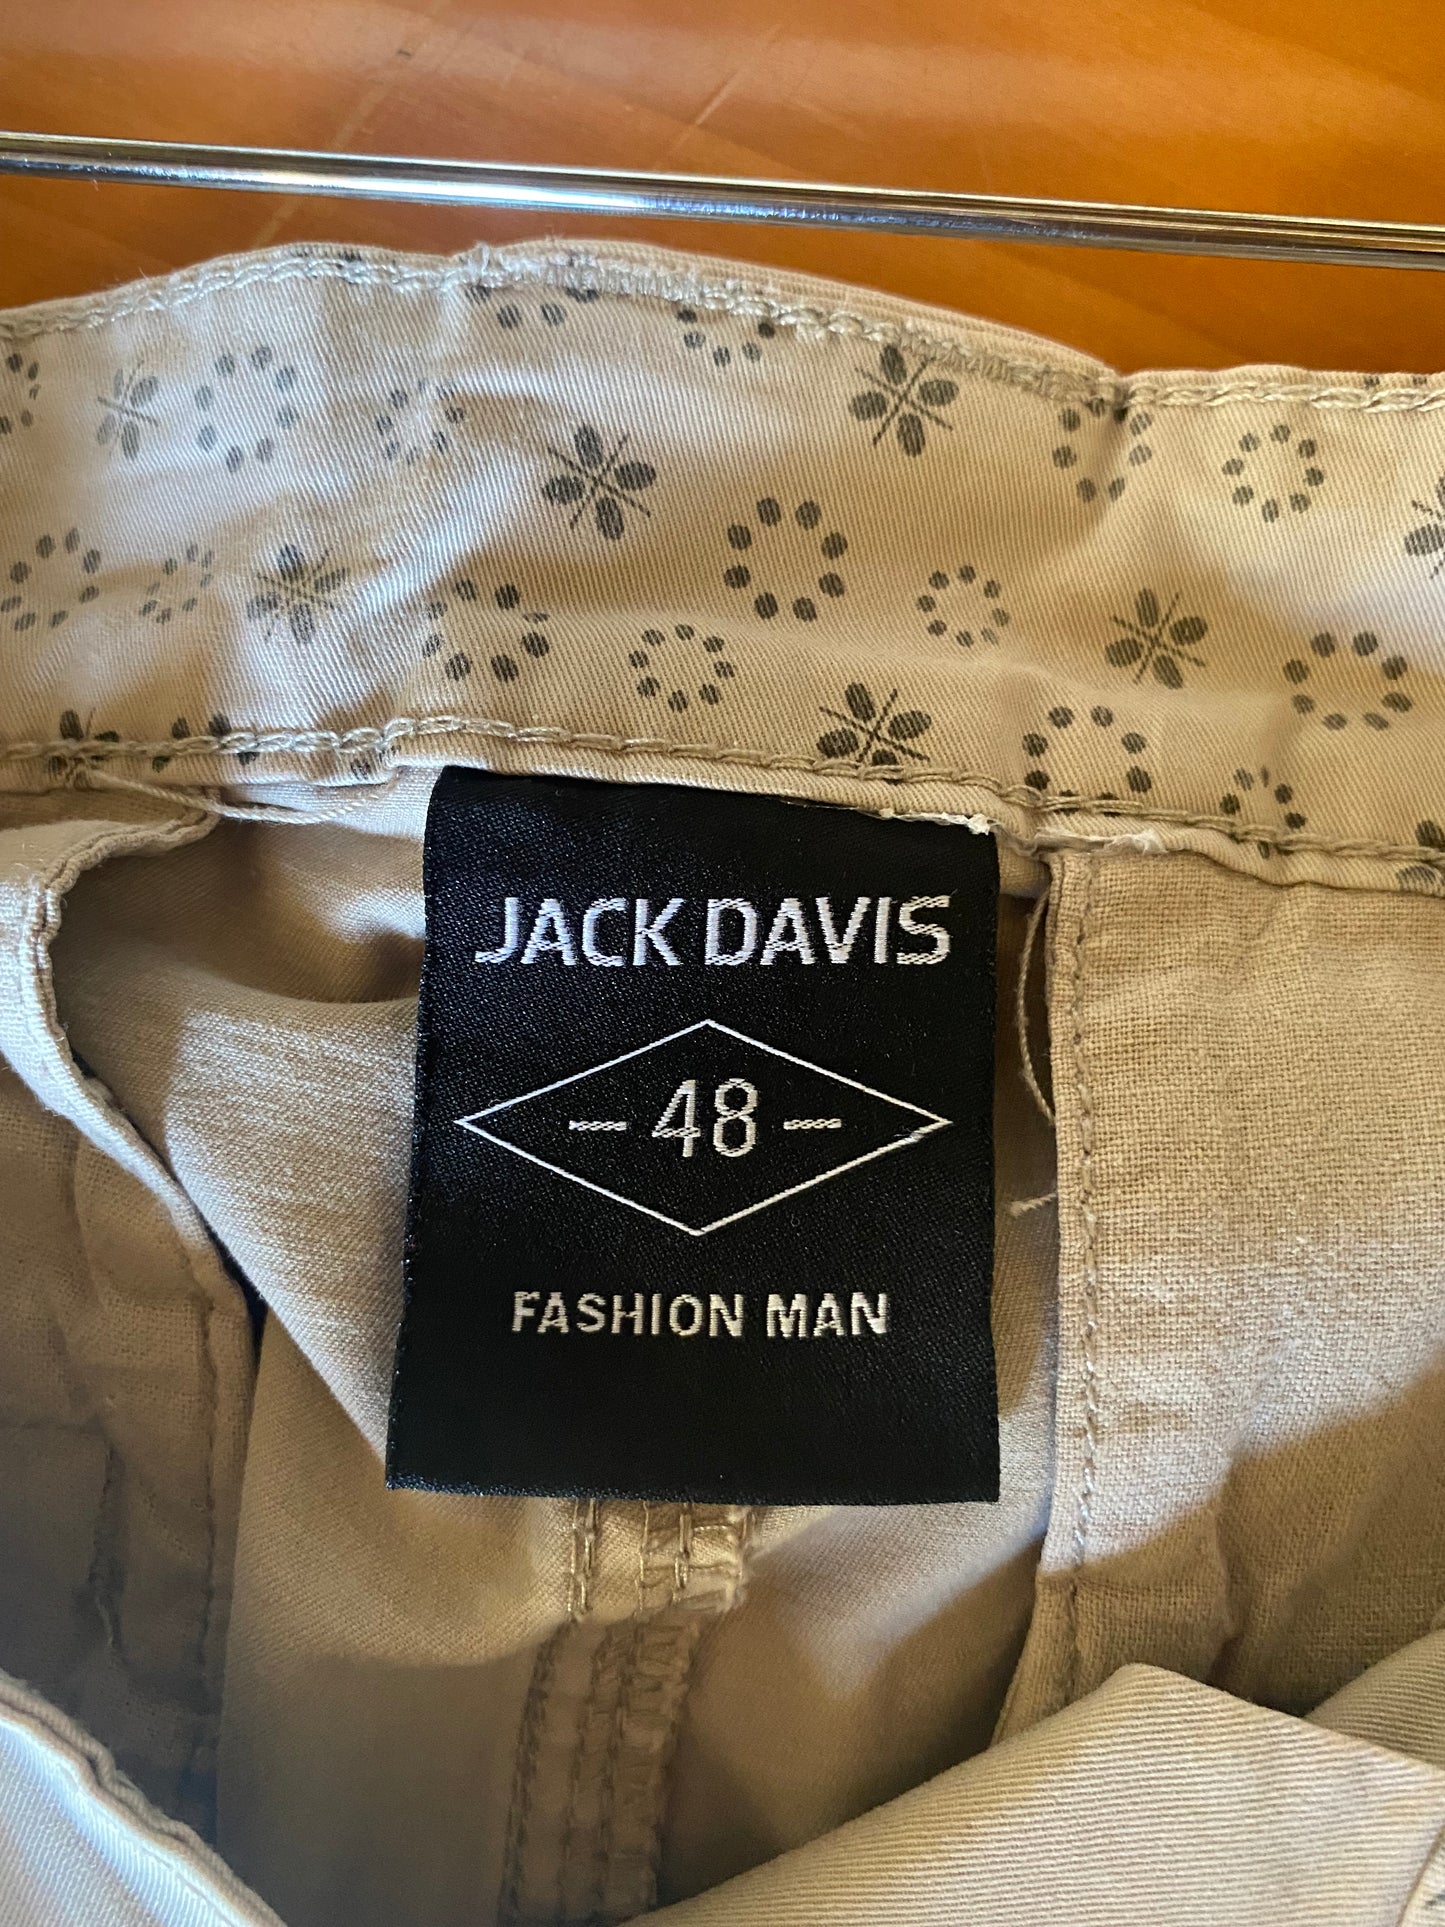 JACK DAVIS
- 48 -
FASHION MAN